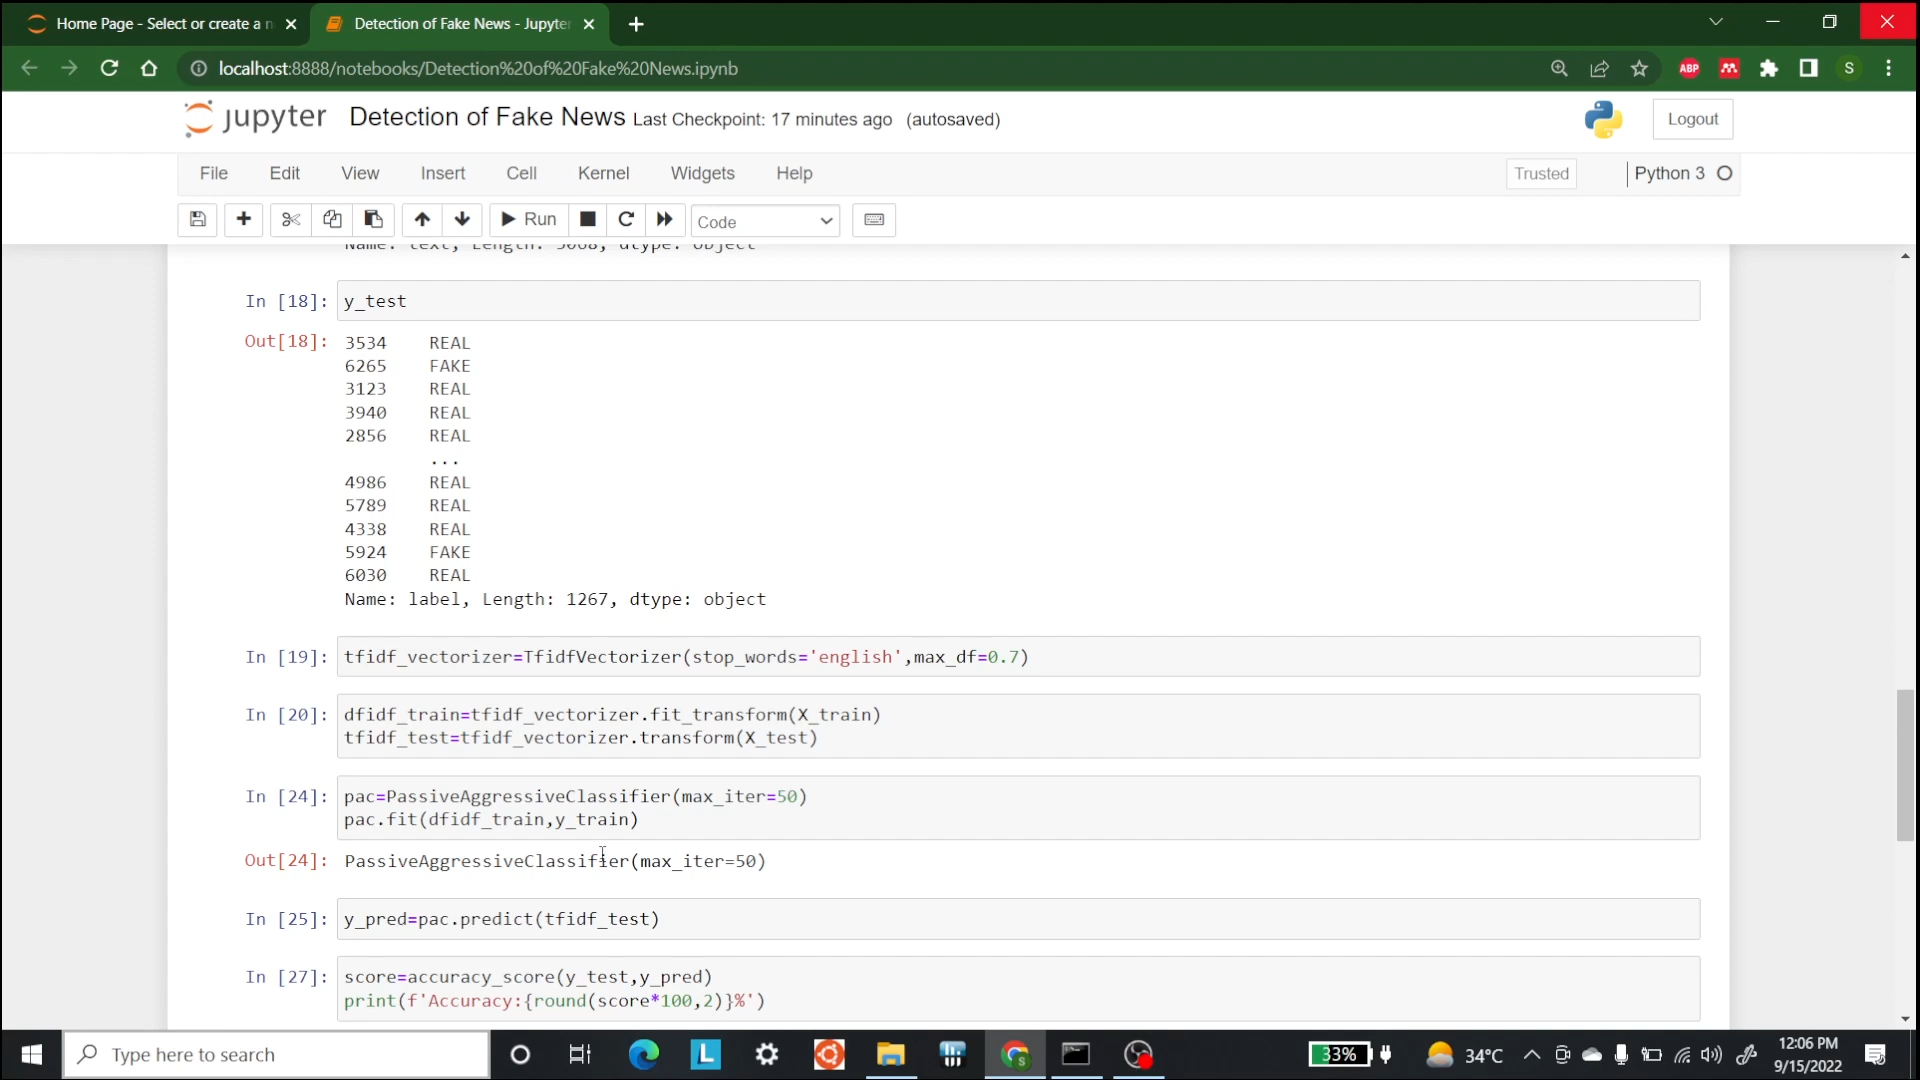 Home Page - Select or create a n
Detection of Fake News - Jupyter
localhost:8888/notebooks/Detection%20of%20Fake%20News.ipynb
ABP
S
jupyter Detection of Fake News Last Checkpoint: 17 minutes ago (autosaved)
Logout
File Edit View Insert Cell Kernel Widgets Help
Trusted
Python 3
Run
Code
Name: text, Length: 5068, dtype: object
In [18]: y_test
Out[18]: 3534 REAL
6265 FAKE
3123 REAL
3940 REAL
2856 REAL
...
4986 REAL
5789 REAL
4338 REAL
5924 FAKE
6030 REAL
Name: label, Length: 1267, dtype: object
In [19]: tfidf_vectorizer=TfidfVectorizer(stop_words='english',max_df=0.7)
In [20]: dfidf_train=tfidf_vectorizer.fit_transform(X_train)
tfidf_test=tfidf_vectorizer.transform(X_test)
In [24]: pac=PassiveAggressiveClassifier(max_iter=50)
pac.fit(dfidf_train,y_train)
Out[24]: PassiveAggressiveClassifier(max_iter=50)
In [25]: y_pred=pac.predict(tfidf_test)
In [27]: score=accuracy_score(y_test,y_pred)
print(f'Accuracy:{round(score*100,2)}%')
Type here to search
L
S
33%
34°C
12:06 PM
9/15/2022